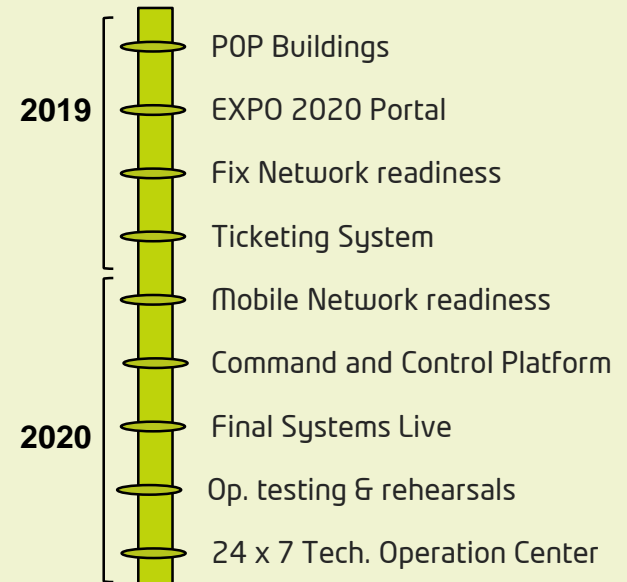 2019
POP Buildings
EXPO 2020 Portal
Fix Network readiness
Ticketing System
2020
Mobile Network readiness
Command and Control Platform
Final Systems Live
Op. testing & rehearsals
24 x 7 Tech. Operation Center